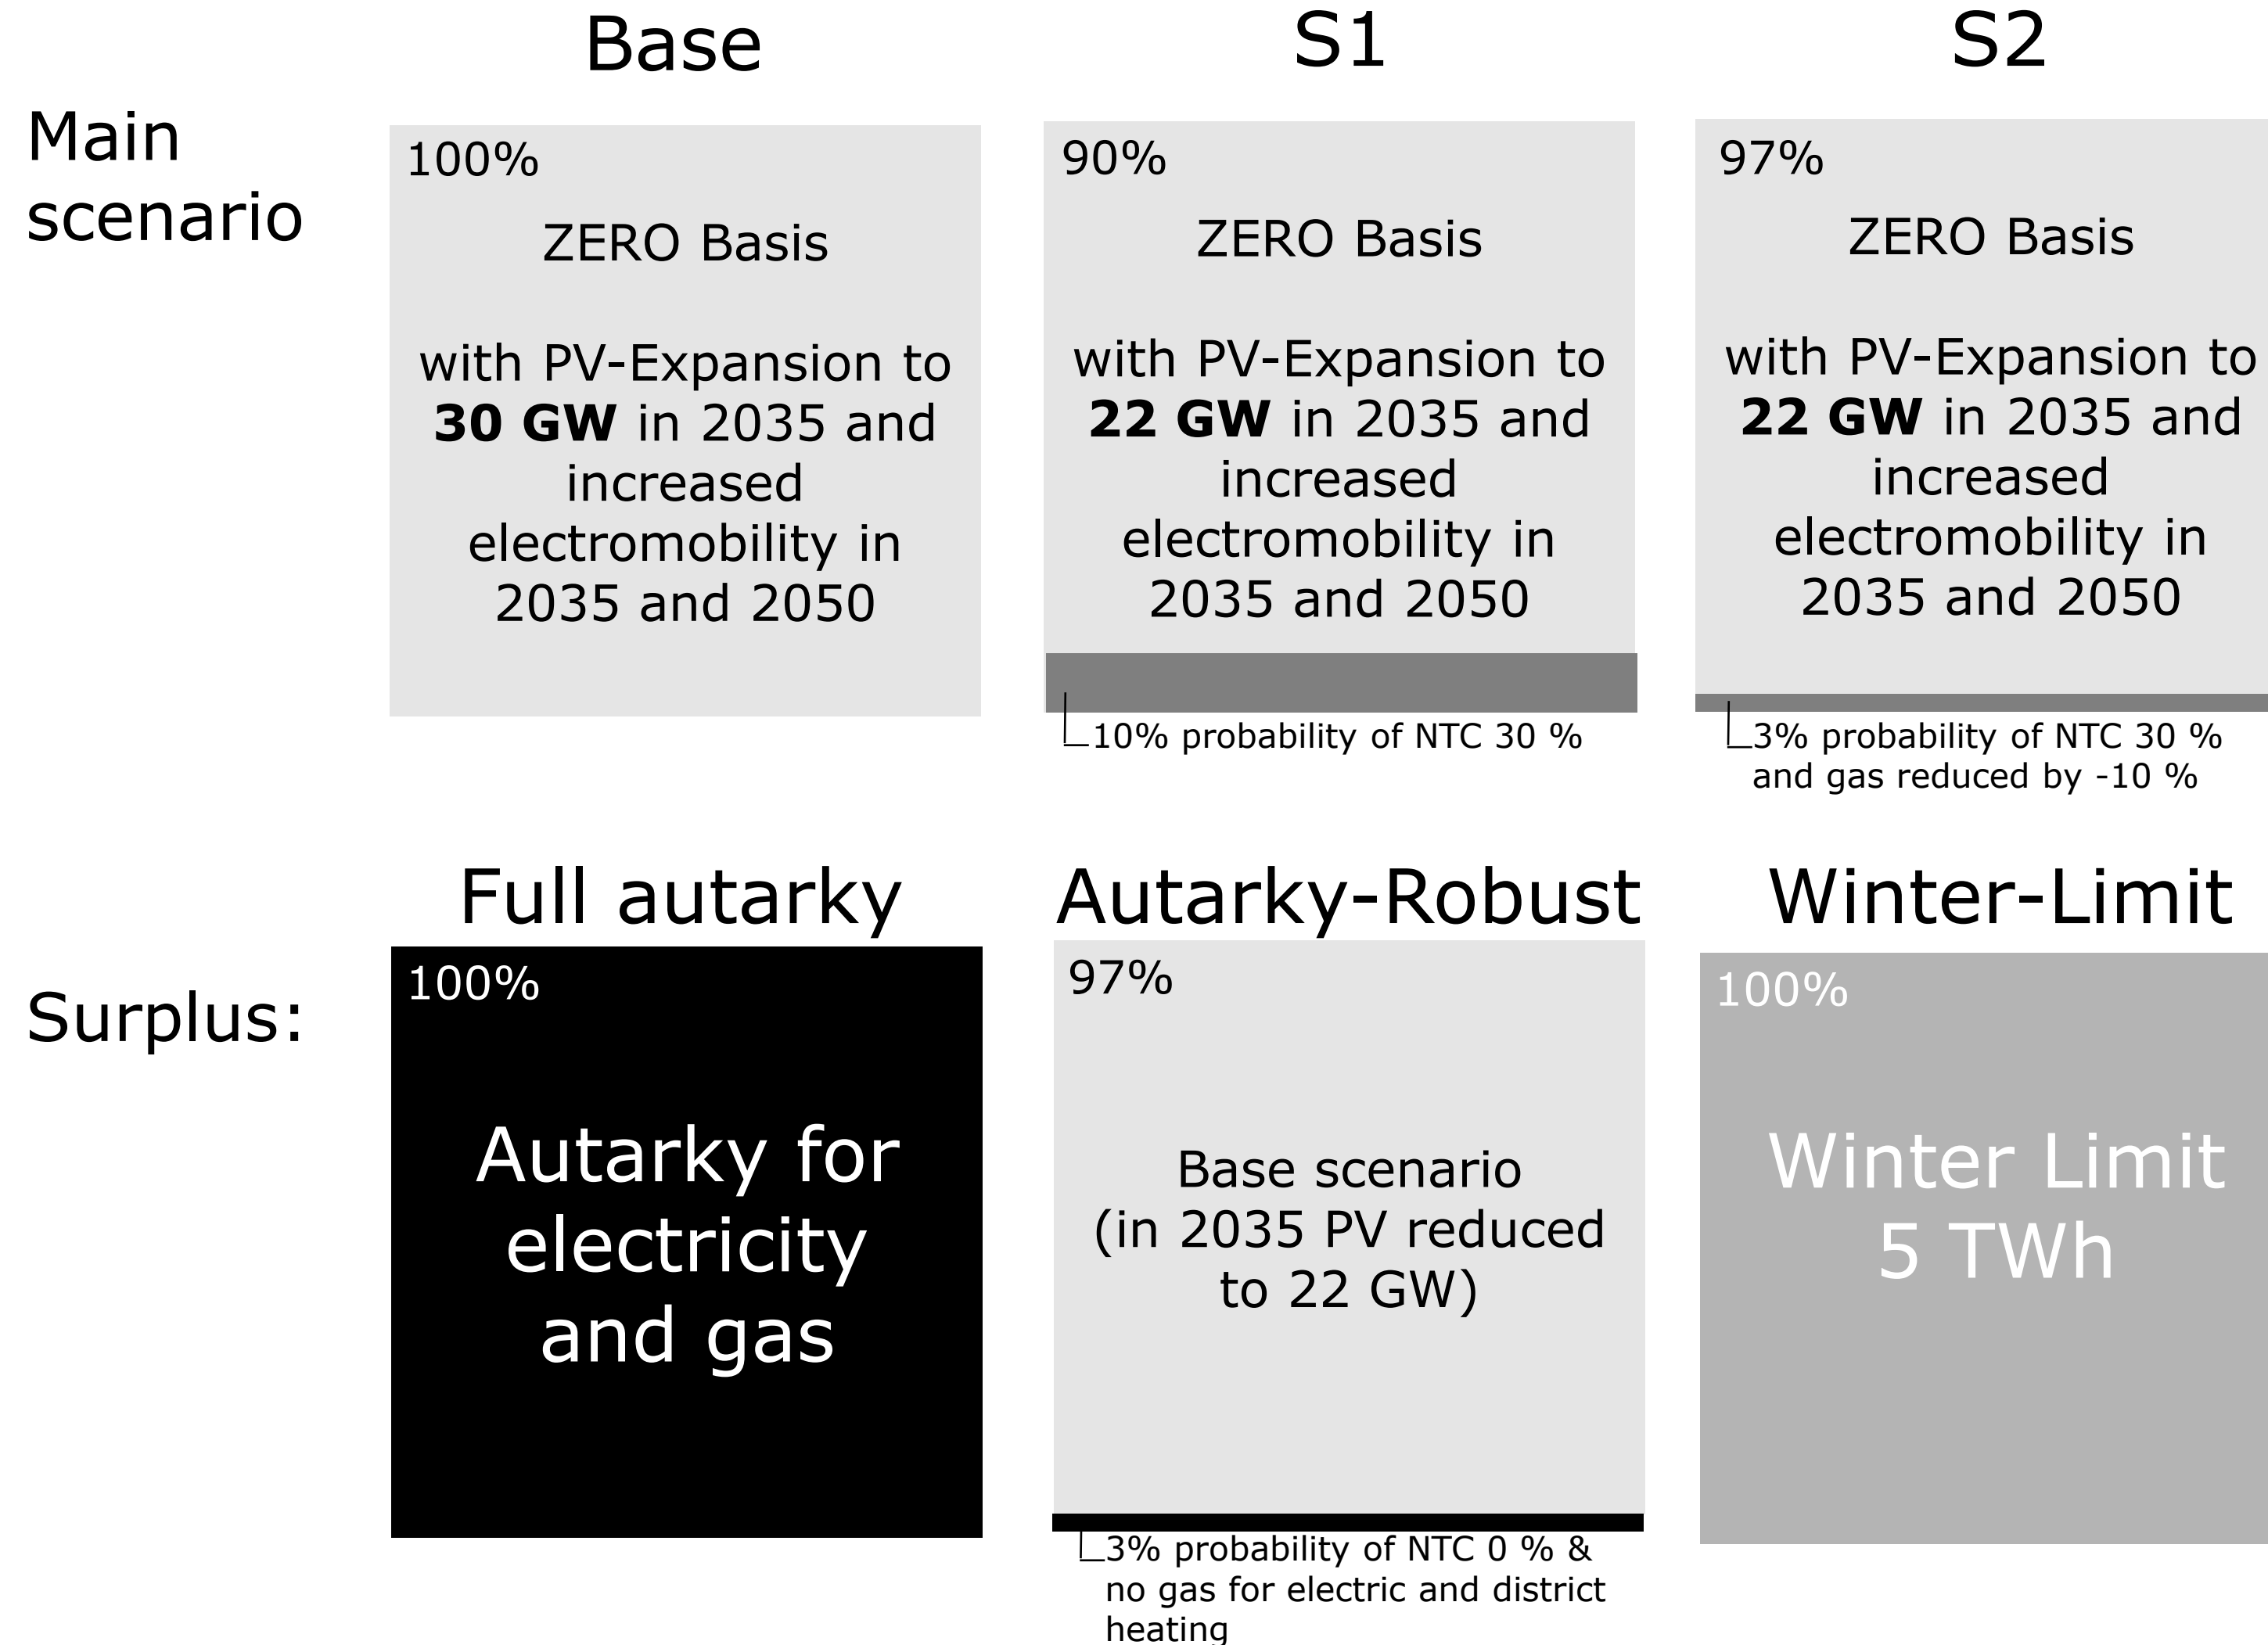 Base
S1
S2
Main
scenario
100%
ZERO Basis
with PV-Expansion to
30 GW in 2035 and
increased
electromobility in
2035 and 2050
90%
ZERO Basis
with PV-Expansion to
22 GW in 2035 and
increased
electromobility in
2035 and 2050
10% probability of NTC 30 %
97%
ZERO Basis
with PV-Expansion to
22 GW in 2035 and
increased
electromobility in
2035 and 2050
3% probability of NTC 30 %
and gas reduced by -10 %
Full autarky
Autarky-Robust
Winter-Limit
Surplus:
100%
Autarky for
electricity
and gas
97%
Base scenario
(in 2035 PV reduced
to 22 GW)
3% probability of NTC 0 % &
no gas for electric and district
heating
100%
Winter Limit
5 TWh